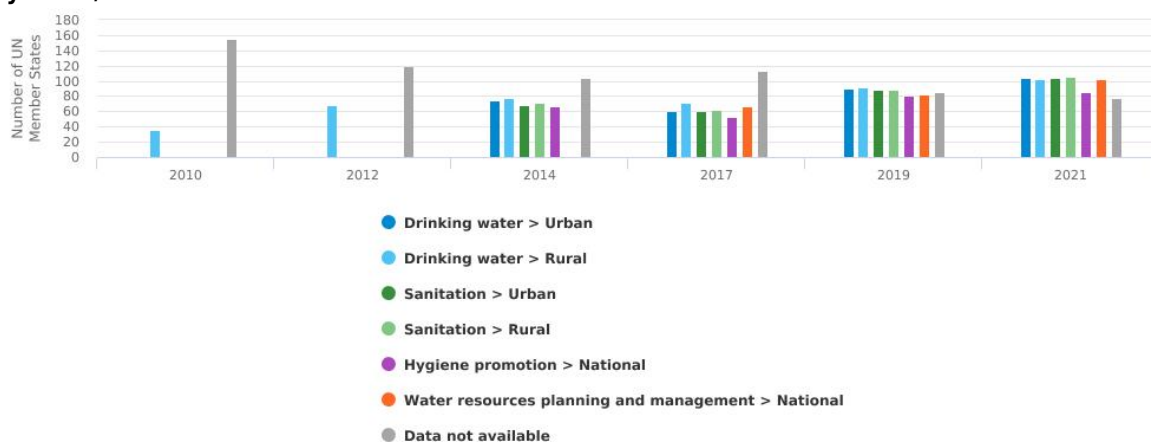 180
160
140
120
100
80
60
40
20
0
Number of UN
Member States
2010 2012 2014 2017 2019 2021
Drinking water > Urban
Drinking water > Rural
Sanitation > Urban
Sanitation > Rural
Hygiene promotion > National
Water resources planning and management > National
Data not available